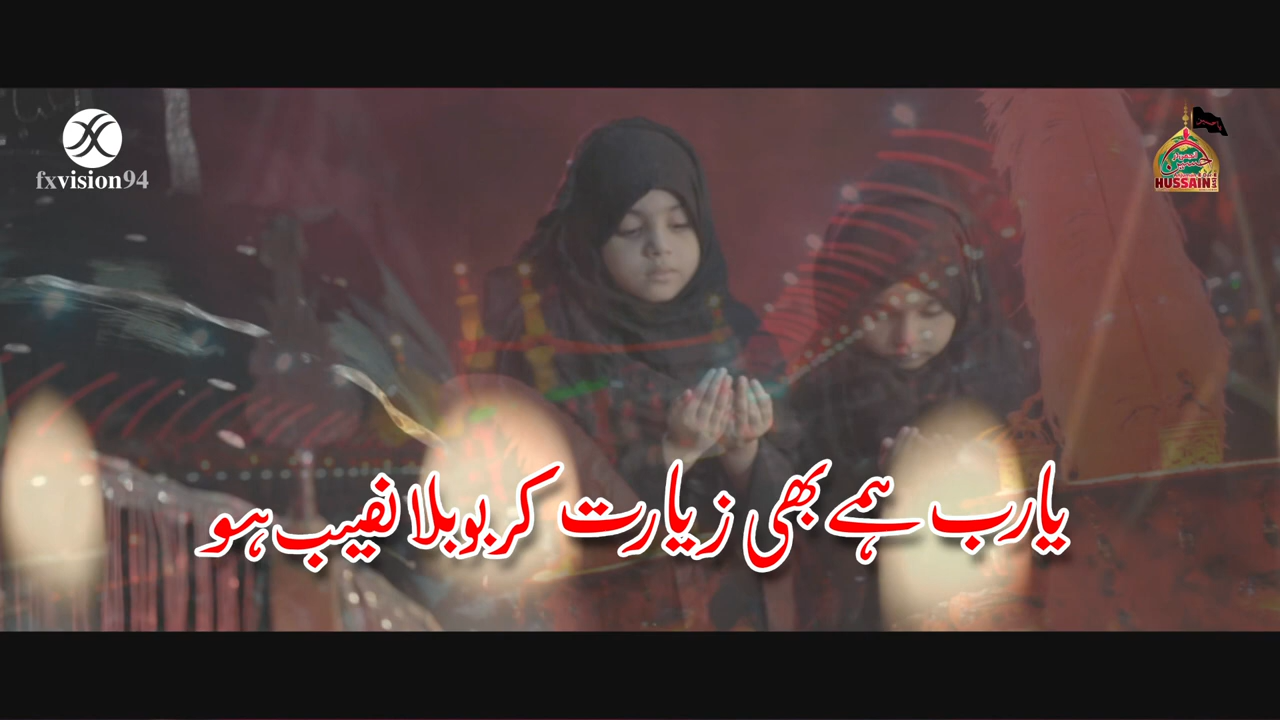 fxvision94
HUSSAIN
یارب ہمے بھی زیارت کربوبلا نصیب ہو